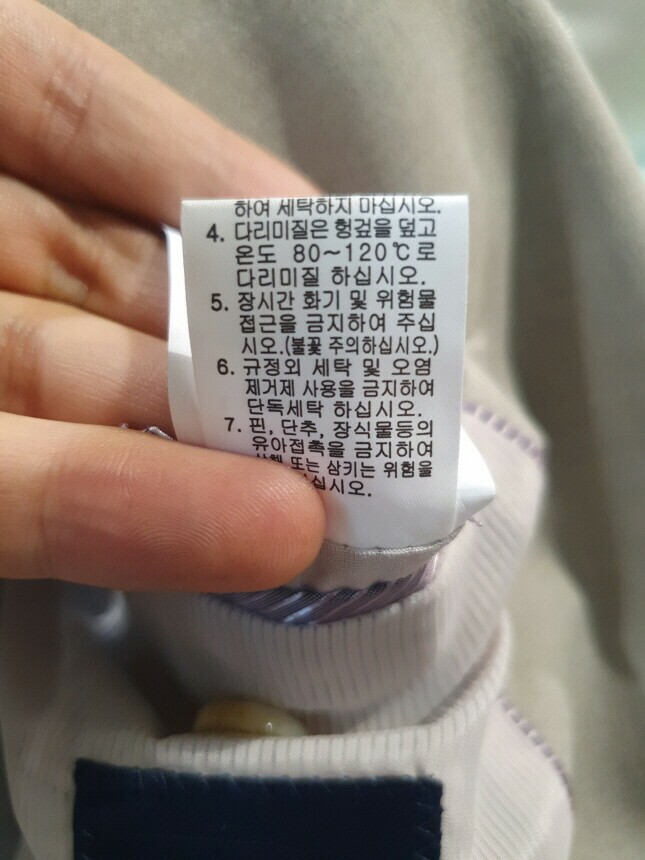 하여 세탁하지 마십시오.
4. 다리미질은 헝겊을 덮고
온도 80~120℃로
다리미질 하십시오.
5. 장시간 화기 및 위험물
접근을 금지하여 주십
시오.(불꽃 주의하십시오.)
6. 규정외 세탁 및 오염
제거제 사용을 금지하여
단독세탁 하십시오.
7. 핀, 단추, 장식물등의
유아접촉을 금지하여
또는 삼키는 위험을
십시오.